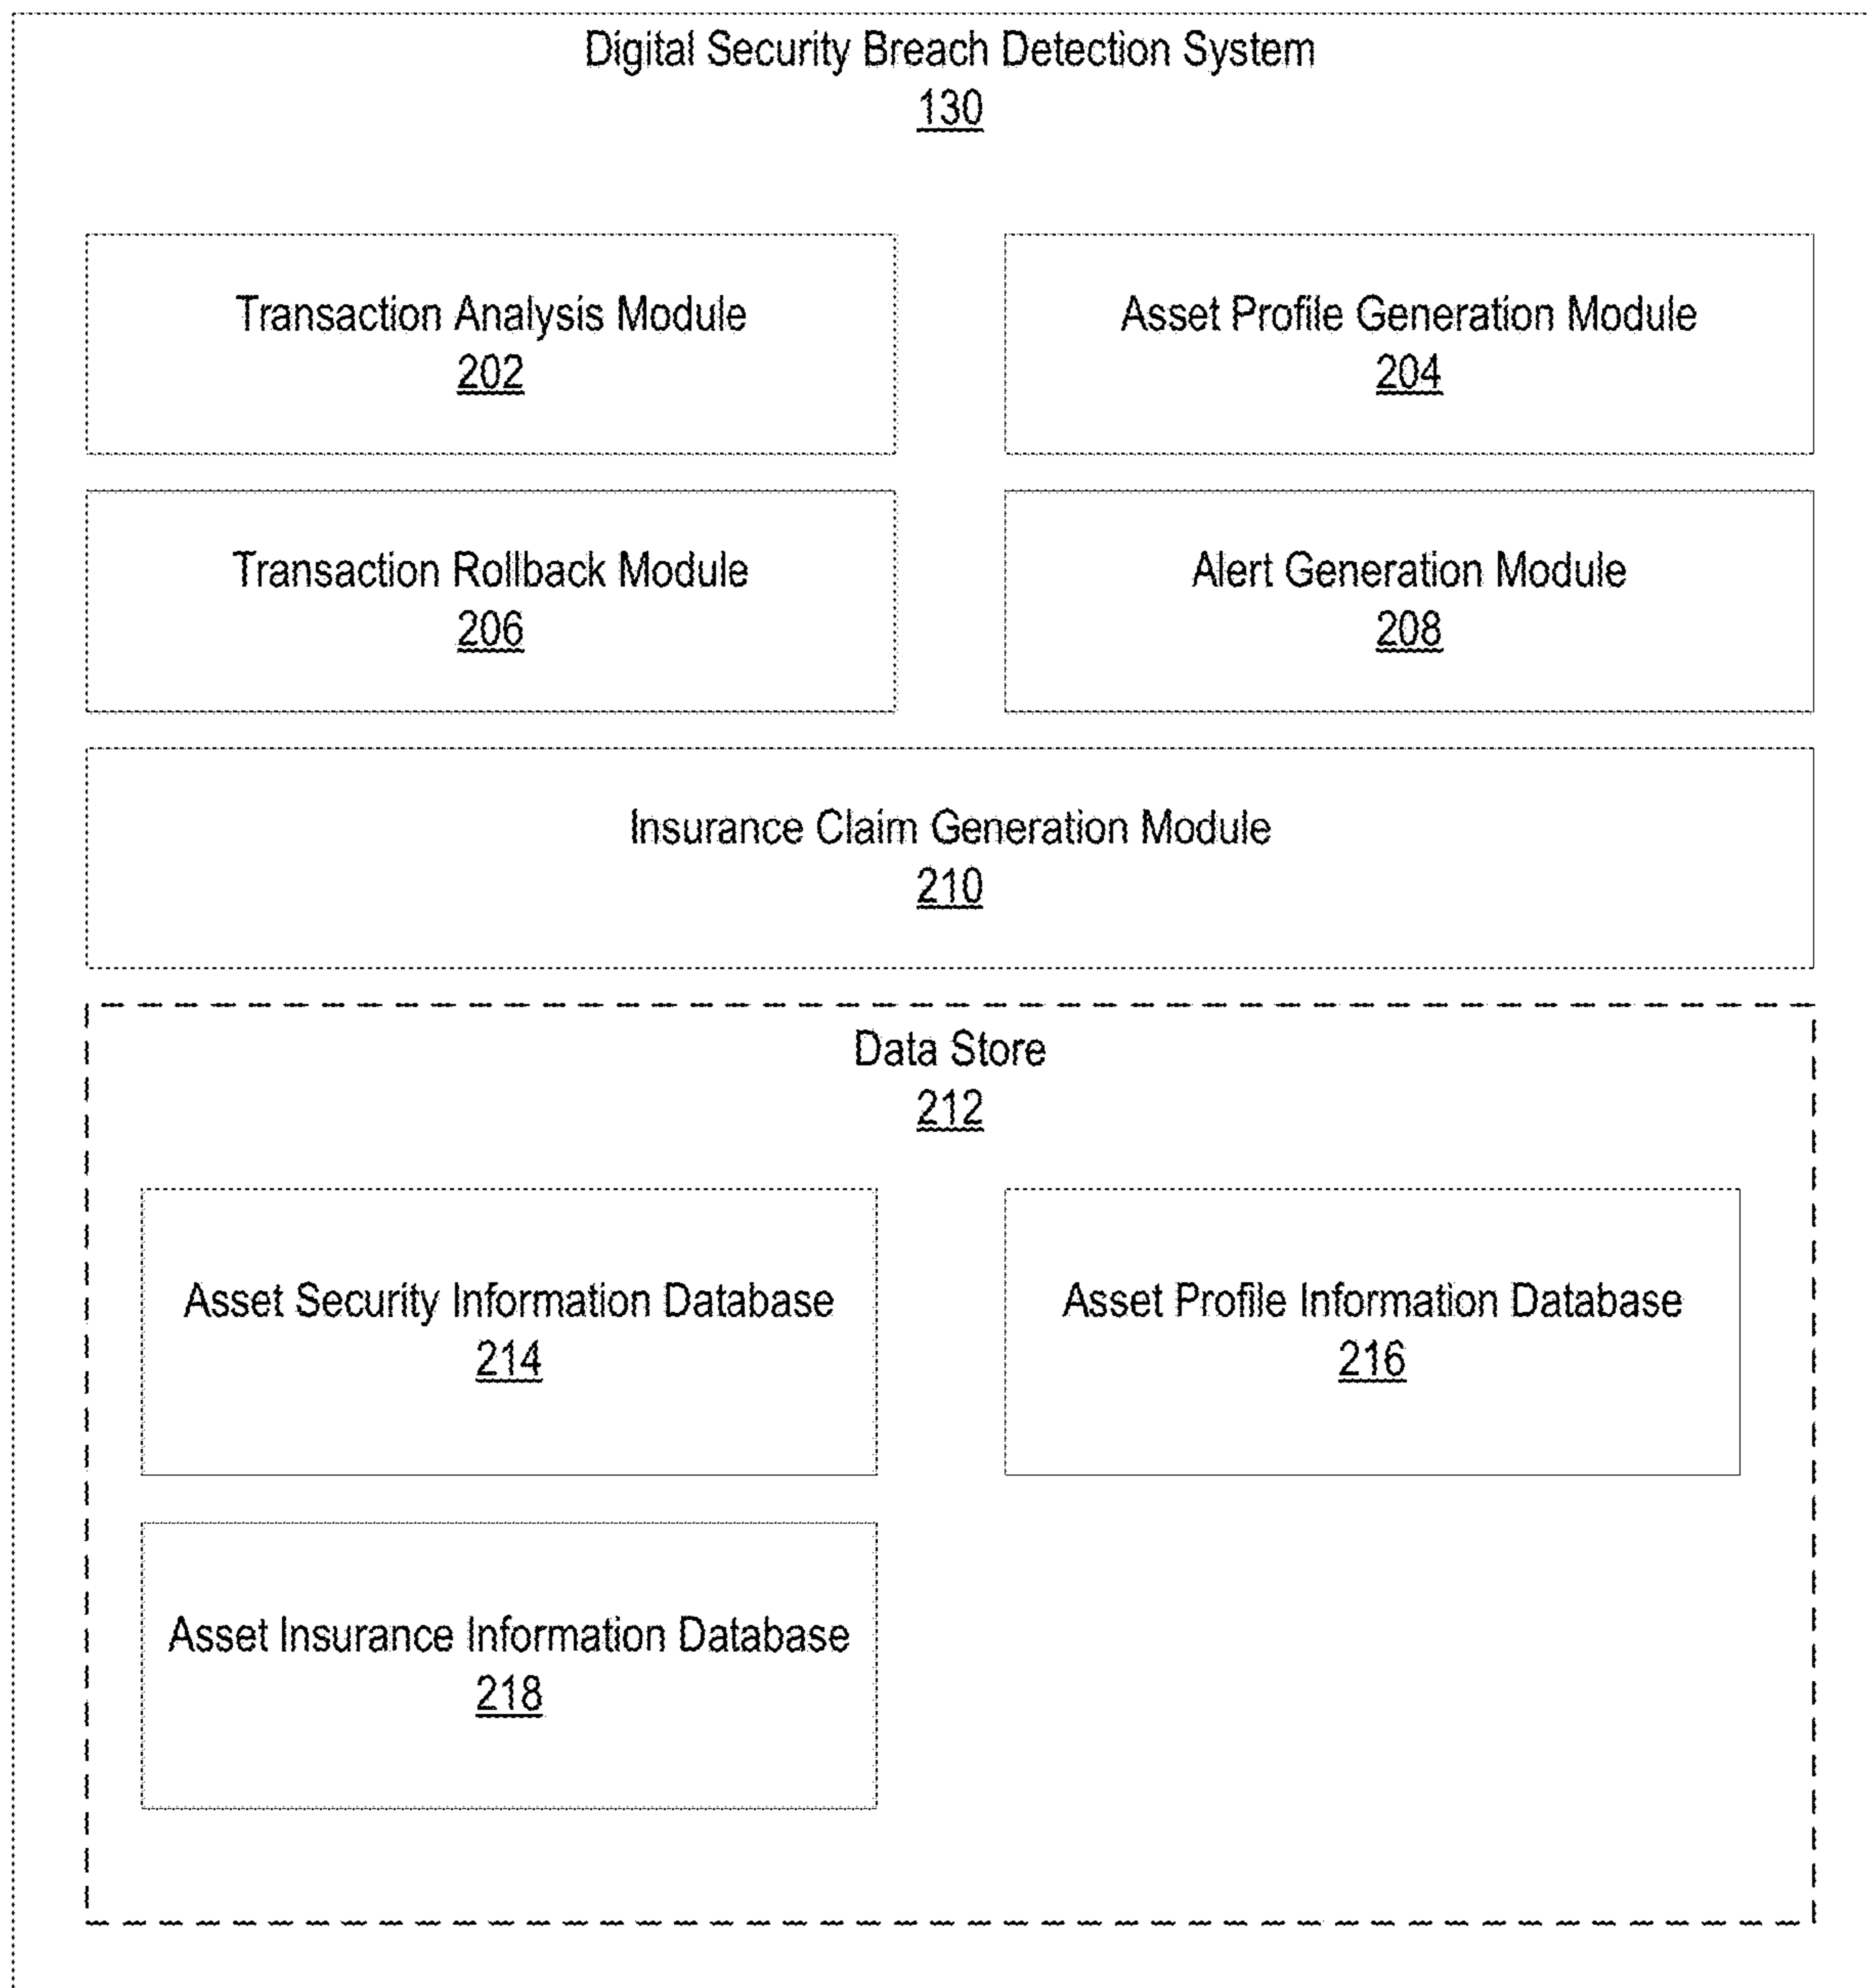 Digital Security Breach Detection System
130
Transaction Analysis Module
202
Asset Profile Generation Module
204
Transaction Rollback Module
206
Alert Generation Module
208
Insurance Claim Generation Module
210
Data Store
212
Asset Security Information Database
214
Asset Profile Information Database
216
Asset Insurance Information Database
218